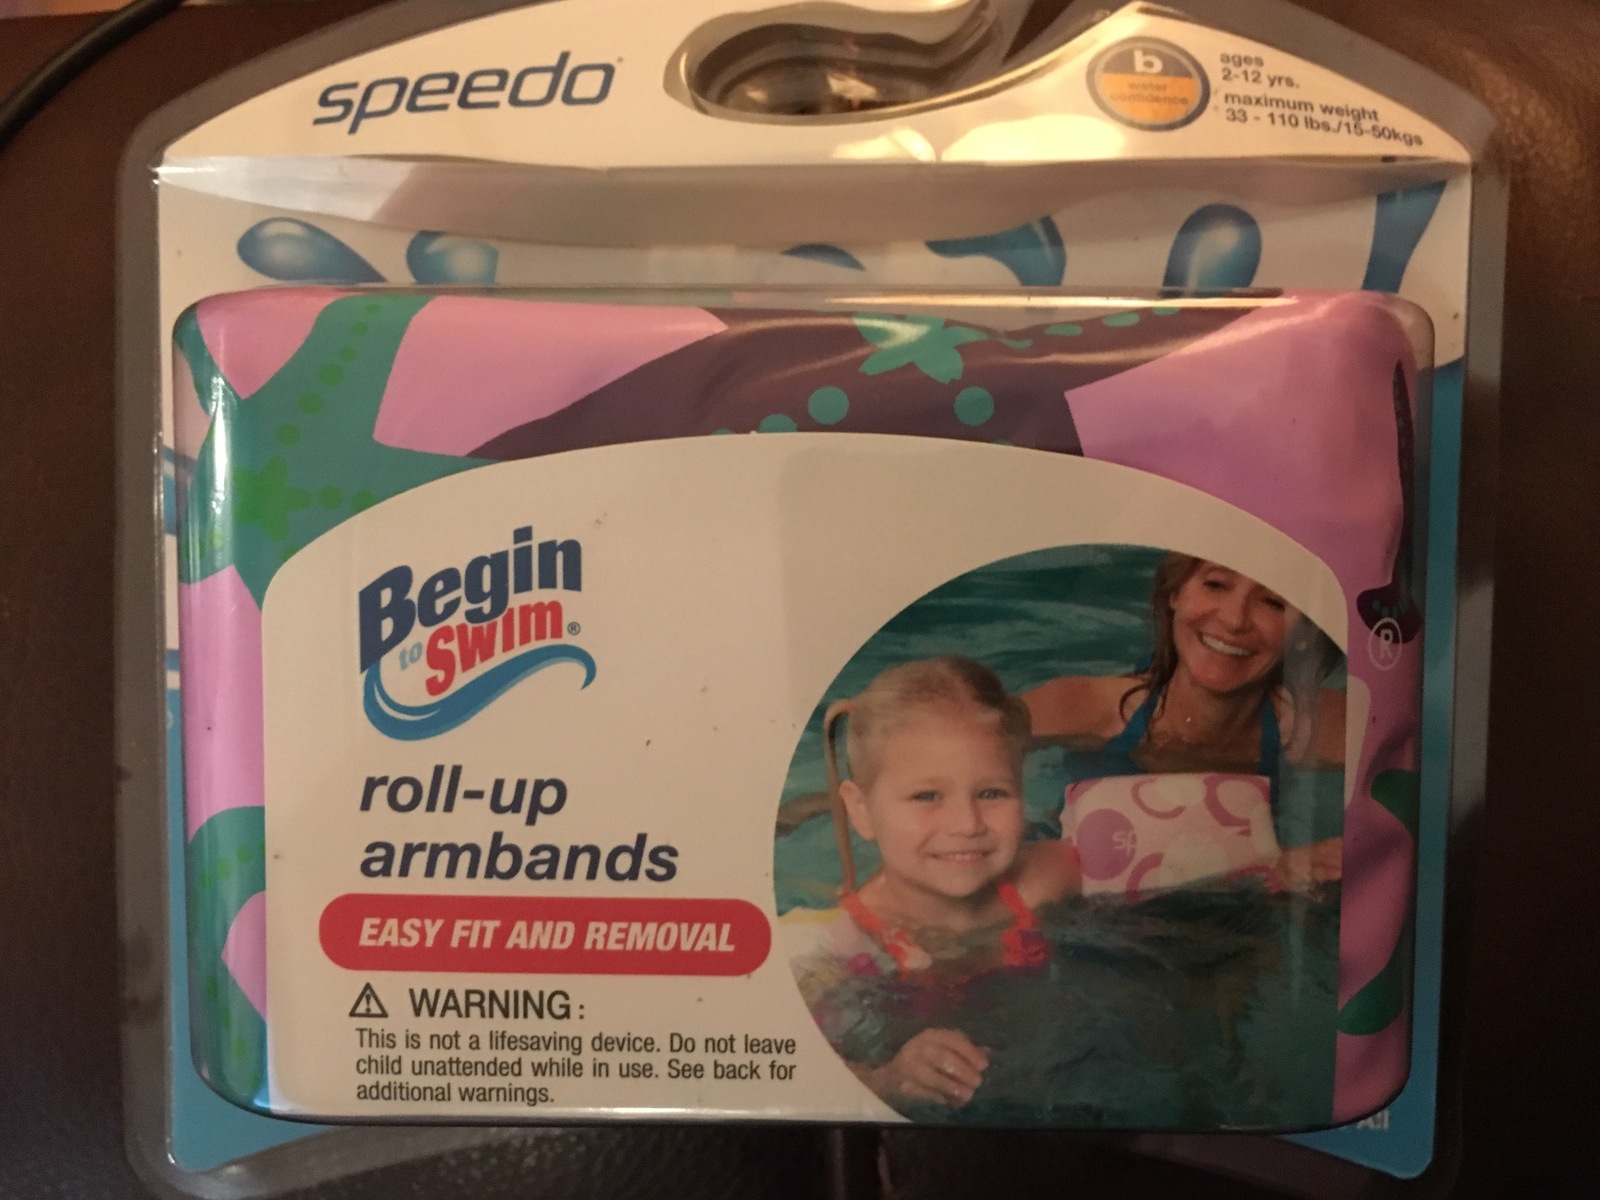 speedo
b
water
confidence
ages
2-12 yrs.
maximum weight
33 - 110 lbs./15-50kgs
Begin
to Swim®
roll-up
armbands
EASY FIT AND REMOVAL
⚠ WARNING:
This is not a lifesaving device. Do not leave
child unattended while in use. See back for
additional warnings.
sp
®